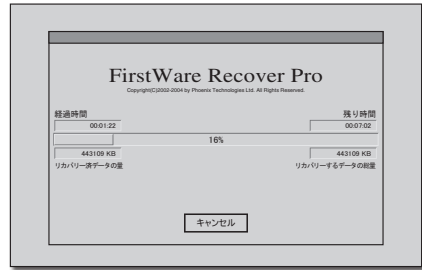 FirstWare Recover Pro
Copyright(C)2002-2004 by Phoenix Technologies Ltd. All Rights Reserved.
経過時間 残り時間
00:01:22 00:07:02
16%
443109 KB 443109 KB
リカバリー済データの量 リカバリーするデータの総量
キャンセル